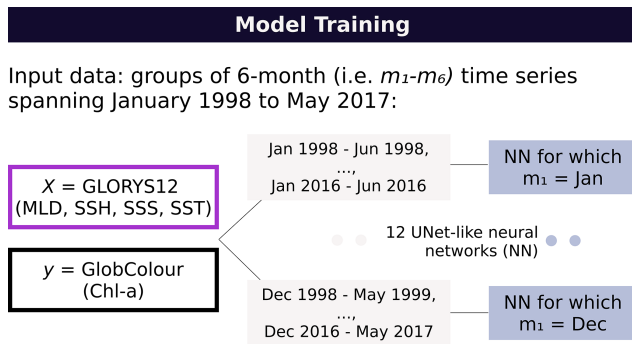 Model Training
Input data: groups of 6-month (i.e. m₁-m₆) time series
spanning January 1998 to May 2017:
X = GLORYS12
(MLD, SSH, SSS, SST)
y = GlobColour
(Chl-a)
Jan 1998 - Jun 1998,
...,
Jan 2016 - Jun 2016
NN for which
m₁ = Jan
12 UNet-like neural
networks (NN)
Dec 1998 - May 1999,
...,
Dec 2016 - May 2017
NN for which
m₁ = Dec